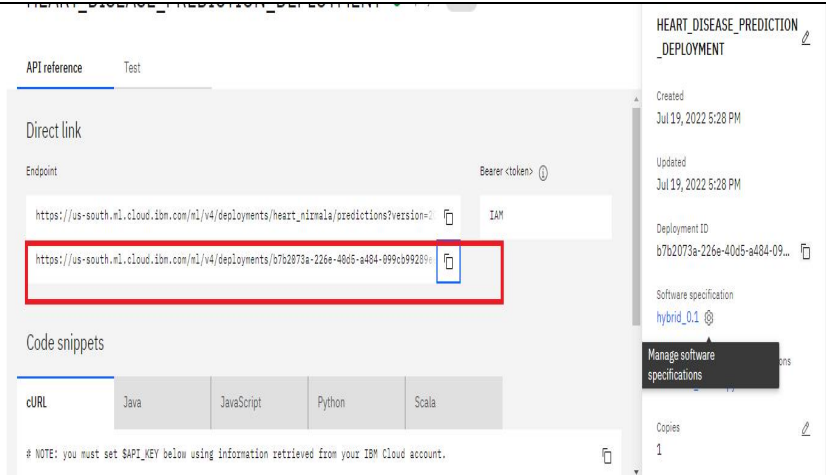 HEART_DISEASE_PREDICTION_DEPLOYMENT
API reference
Test
Direct link
Endpoint
Bearer <token>
https://us-south.ml.cloud.ibm.com/ml/v4/deployments/heart_nirmala/predictions?version=2
IAM
https://us-south.ml.cloud.ibm.com/ml/v4/deployments/b7b2073a-226e-40d5-a484-099cb99289e
Code snippets
cURL
Java
JavaScript
Python
Scala
# NOTE: you must set $API_KEY below using information retrieved from your IBM Cloud account.
HEART_DISEASE_PREDICTION
_DEPLOYMENT
Created
Jul 19, 2022 5:28 PM
Updated
Jul 19, 2022 5:28 PM
Deployment ID
b7b2073a-226e-40d5-a484-09...
Software specification
hybrid_0.1
Manage software
specifications
Copies
1